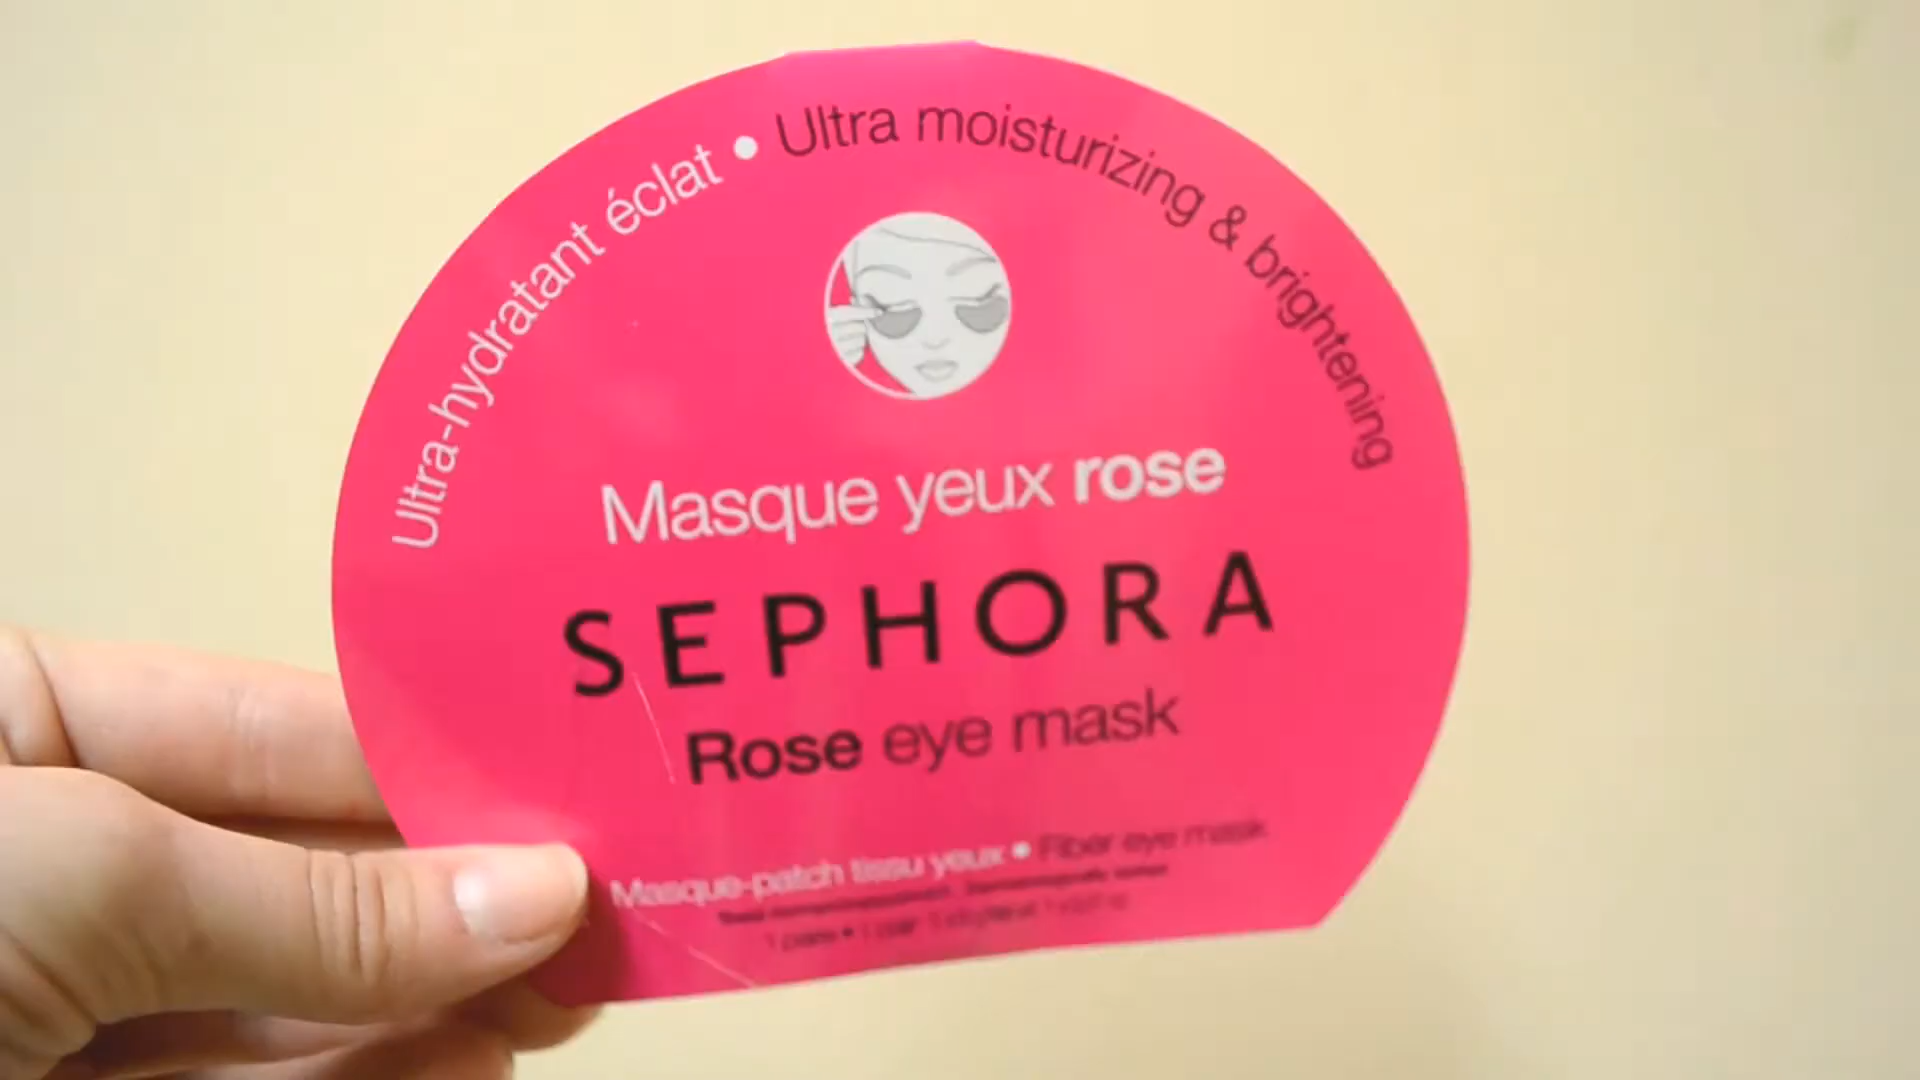 Ultra-hydratant éclat • Ultra moisturizing & brightening
Masque yeux rose
SEPHORA
Rose eye mask
Masque-patch tissu yeux • Fiber eye mask